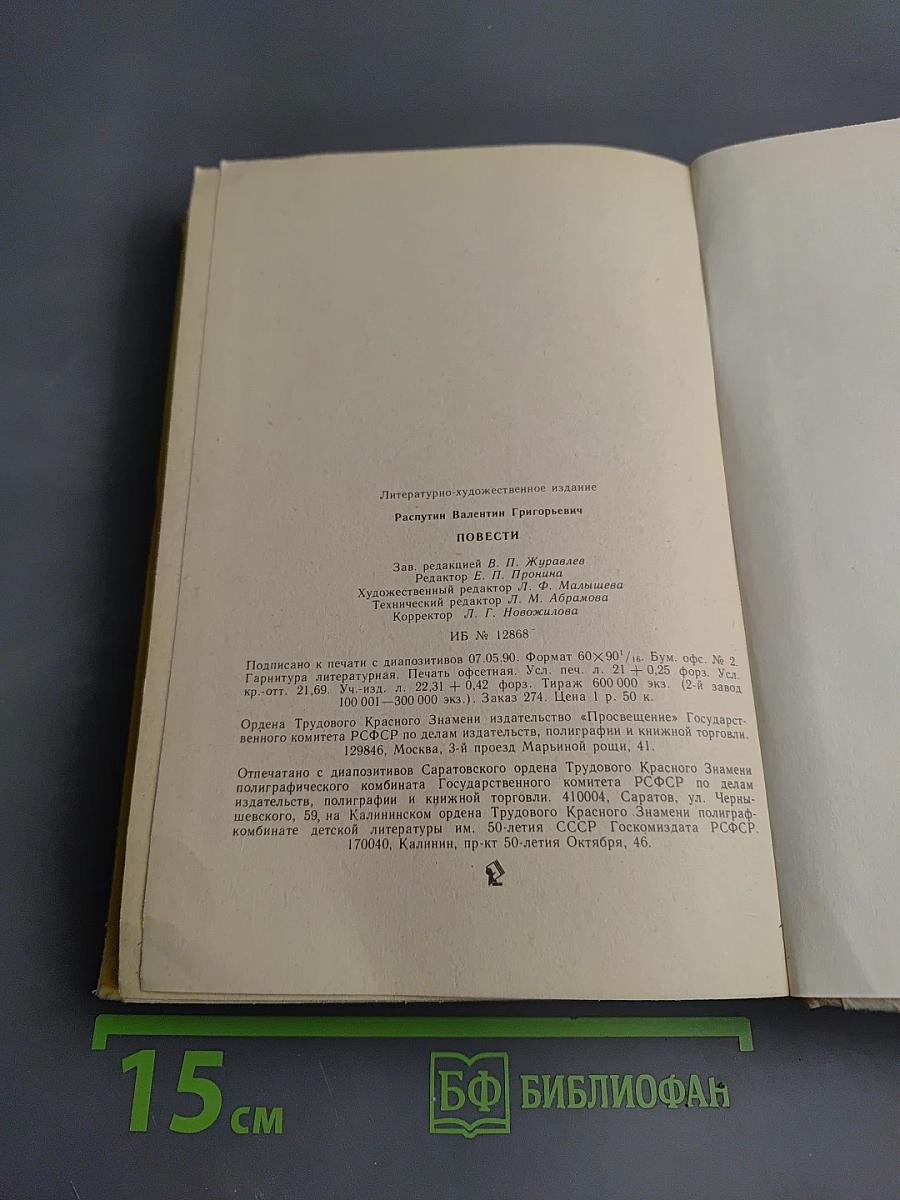 Литературно-художественное издание
Распутин Валентин Григорьевич
ПОВЕСТИ
Зав. редакцией В. П. Журавлев
Редактор Е. П. Пронина
Художественный редактор Л. Ф. Малышева
Технический редактор Л. М. Абрамова
Корректор Л. Г. Новожилова
ИБ № 12868
Подписано к печати с диапозитивов 07.05.90. Формат 60×90¹/₁₆. Бум. офс. № 2.
Гарнитура литературная. Печать офсетная. Усл. печ. л. 21 + 0,25 форз. Усл.
кр.-отт. 21,69. Уч.-изд. л. 22,31 + 0,42 форз. Тираж 600 000 экз. (2-й завод
100 001—300 000 экз.). Заказ 274. Цена 1 р. 50 к.
Ордена Трудового Красного Знамени издательство «Просвещение» Государст-
венного комитета РСФСР по делам издательств, полиграфии и книжной торговли.
129846, Москва, 3-й проезд Марьиной рощи, 41.
Отпечатано с диапозитивов Саратовского ордена Трудового Красного Знамени
полиграфического комбината Государственного комитета РСФСР по делам
издательств, полиграфии и книжной торговли. 410004, Саратов, ул. Черны-
шевского, 59, на Калининском ордена Трудового Красного Знамени полиграф-
комбинате детской литературы им. 50-летия СССР Госкомиздата РСФСР.
170040, Калинин, пр-кт 50-летия Октября, 46.
15 см
БФ БИБЛИОФАН